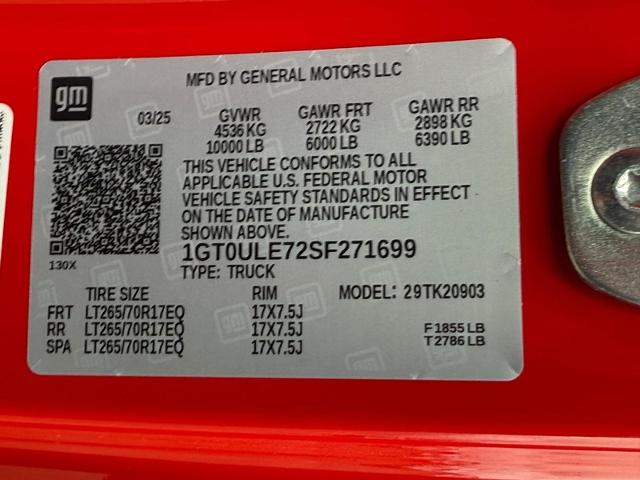 gm
MFD BY GENERAL MOTORS LLC
03/25
GVWR GAWR FRT GAWR RR
4536 KG 2722 KG 2898 KG
10000 LB 6000 LB 6390 LB
THIS VEHICLE CONFORMS TO ALL
APPLICABLE U.S. FEDERAL MOTOR
VEHICLE SAFETY STANDARDS IN EFFECT
ON THE DATE OF MANUFACTURE
SHOWN ABOVE.
1GT0ULE72SF271699
130X
TYPE: TRUCK
TIRE SIZE RIM MODEL: 29TK20903
FRT LT265/70R17EQ 17X7.5J
RR LT265/70R17EQ 17X7.5J F1855 LB
SPA LT265/70R17EQ 17X7.5J T2786 LB